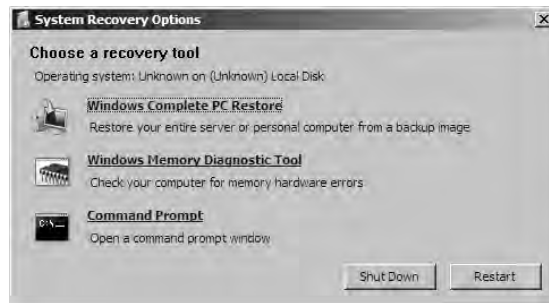 System Recovery Options
Choose a recovery tool
Operating system: Unknown on (Unknown) Local Disk
Windows Complete PC Restore
Restore your entire server or personal computer from a backup image
Windows Memory Diagnostic Tool
Check your computer for memory hardware errors
C:\
Command Prompt
Open a command prompt window
Shut Down Restart